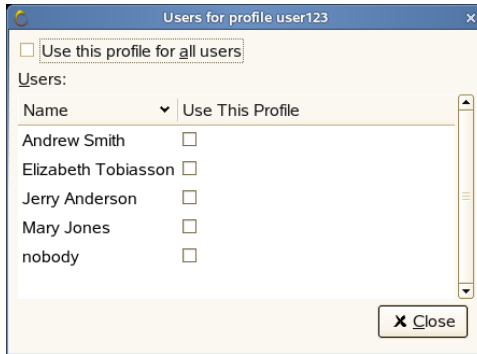 Users for profile user123
Use this profile for all users
Users:
Name Use This Profile
Andrew Smith
Elizabeth Tobiasson
Jerry Anderson
Mary Jones
nobody
Close